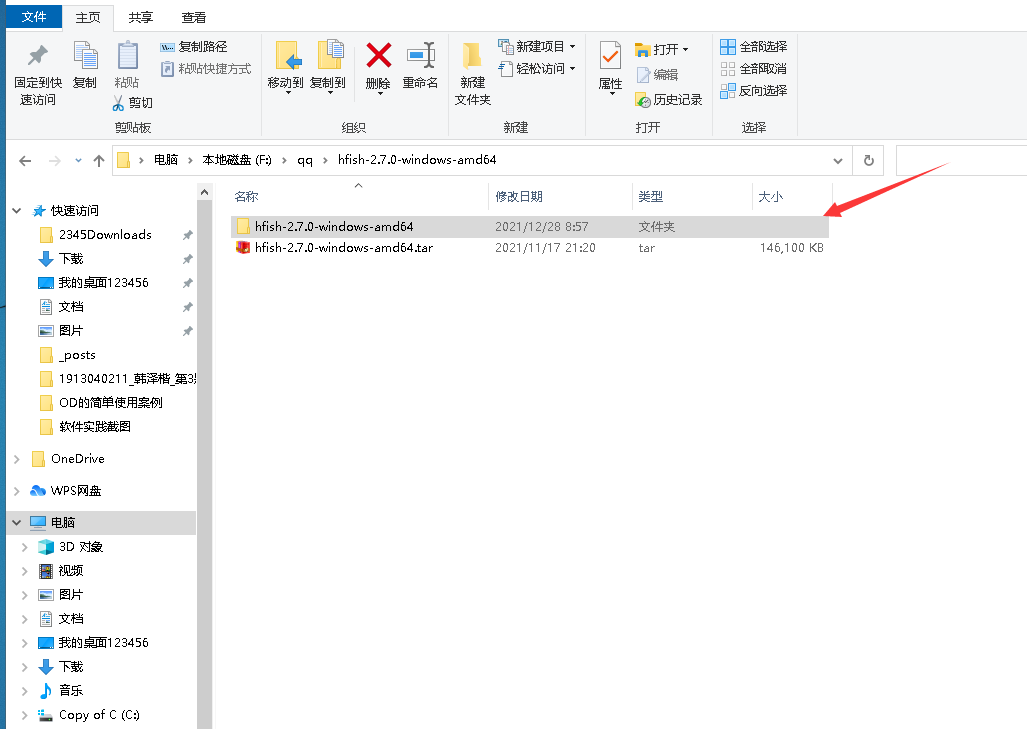 文件 主页 共享 查看
固定到快速访问
复制
粘贴
复制路径
粘贴快捷方式
剪切
移动到 复制到
删除 重命名
新建文件夹
新建项目
轻松访问
属性
打开
编辑
历史记录
全部选择
全部取消
反向选择
剪贴板 组织 新建 打开 选择
电脑 本地磁盘 (F:) qq hfish-2.7.0-windows-amd64
名称 修改日期 类型 大小
hfish-2.7.0-windows-amd64 2021/12/28 8:57 文件夹
hfish-2.7.0-windows-amd64.tar 2021/11/17 21:20 tar 146,100 KB
快速访问
2345Downloads
下载
我的桌面123456
文档
图片
_posts
1913040211_韩泽楷_第3
OD的简单使用案例
软件实践截图
OneDrive
WPS网盘
电脑
3D 对象
视频
图片
文档
我的桌面123456
下载
音乐
Copy of C (C:)